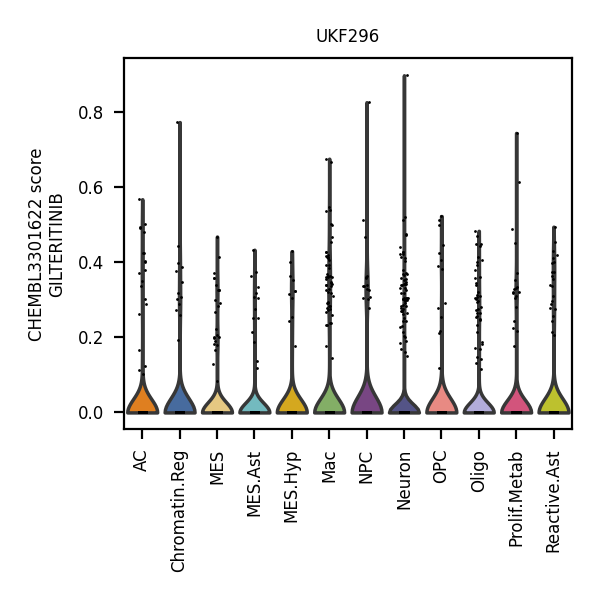 UKF296
CHEMBL3301622 score
GILTERITINIB
0.8
0.6
0.4
0.2
0.0
AC
Chromatin.Reg
MES
MES.Ast
MES.Hyp
Mac
NPC
Neuron
OPC
Oligo
Prolif.Metab
Reactive.Ast